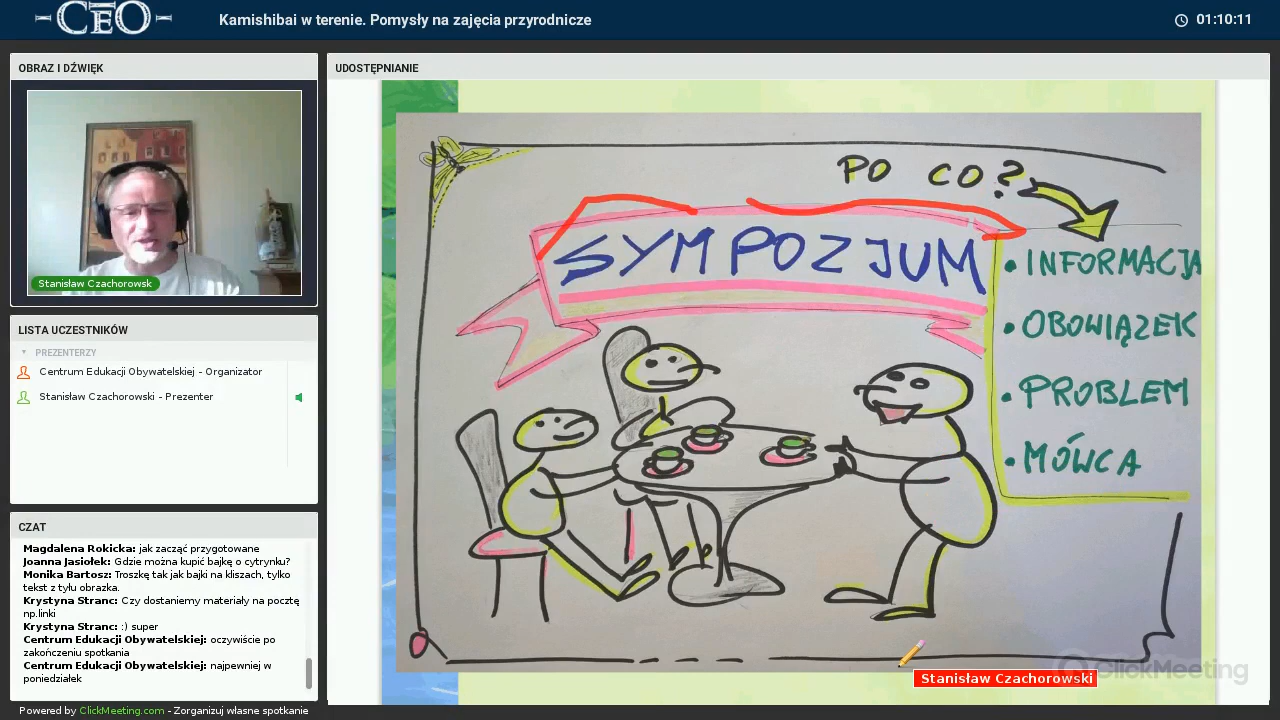 CEO
Kamishibai w terenie. Pomysły na zajęcia przyrodnicze
01:10:11
OBRAZ I DŹWIĘK
Stanisław Czachorowsk
LISTA UCZESTNIKÓW
PREZENTERZY
Centrum Edukacji Obywatelskiej - Organizator
Stanisław Czachorowski - Prezenter
CZAT
Magdalena Rokicka: jak zacząć przygotowane
Joanna Jasiołek: Gdzie można kupić bajkę o cytrynku?
Monika Bartosz: Troszkę tak jak bajki na kliszach, tylko
tekst z tyłu obrazka.
Krystyna Stranc: Czy dostaniemy materiały na pocztę
np.linki
Krystyna Stranc: :) super
Centrum Edukacji Obywatelskiej: oczywiście po
zakończeniu spotkania
Centrum Edukacji Obywatelskiej: najpewniej w
poniedziałek
Powered by ClickMeeting.com - Zorganizuj własne spotkanie
UDOSTĘPNIANIE
PO CO?
SYMPOZJUM
• INFORMACJA
• OBOWIĄZEK
• PROBLEM
• MÓWCA
Stanisław Czachorowski
ClickMeeting